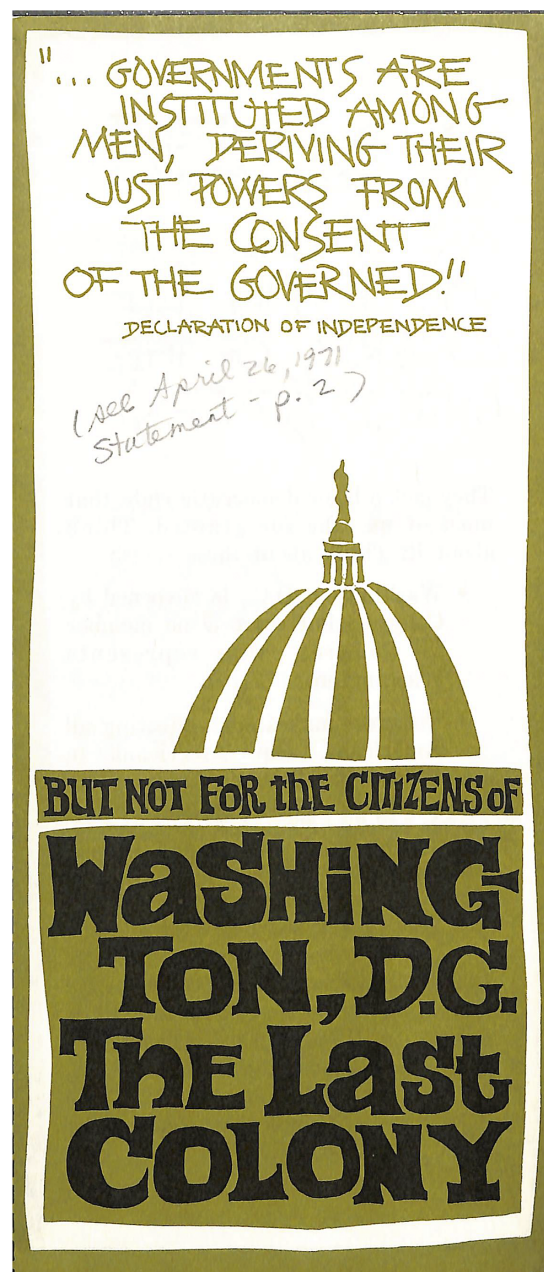 "... GOVERNMENTS ARE
INSTITUTED AMONG
MEN, DERIVING THEIR
JUST POWERS FROM
THE CONSENT
OF THE GOVERNED."
DECLARATION OF INDEPENDENCE
(see April 26, 1971
Statement - p. 2)
BUT NOT FOR thE CITIZENS OF
WaSHiNG
TON, D.C.
ThE Last
COLONY